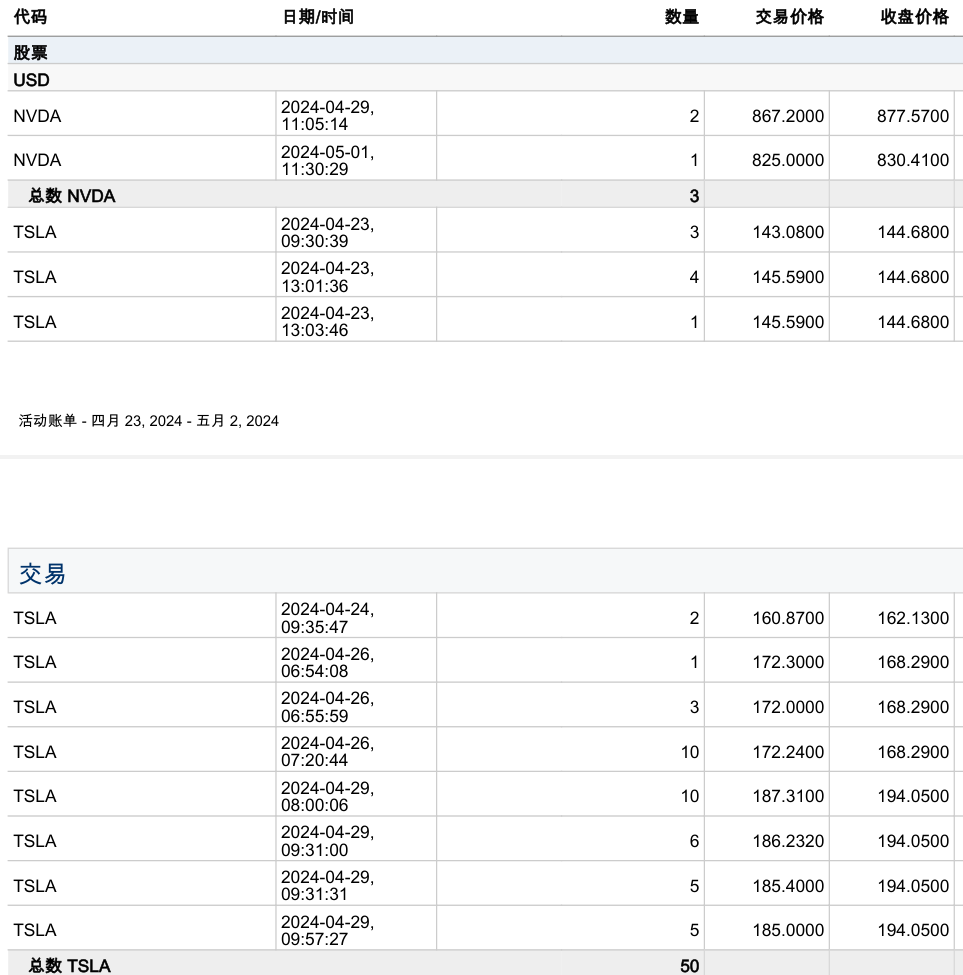 代码 日期/时间 数量 交易价格 收盘价格
股票
USD
NVDA 2024-04-29, 11:05:14 2 867.2000 877.5700
NVDA 2024-05-01, 11:30:29 1 825.0000 830.4100
总数 NVDA 3
TSLA 2024-04-23, 09:30:39 3 143.0800 144.6800
TSLA 2024-04-23, 13:01:36 4 145.5900 144.6800
TSLA 2024-04-23, 13:03:46 1 145.5900 144.6800
活动账单 - 四月 23, 2024 - 五月 2, 2024
交易
TSLA 2024-04-24, 09:35:47 2 160.8700 162.1300
TSLA 2024-04-26, 06:54:08 1 172.3000 168.2900
TSLA 2024-04-26, 06:55:59 3 172.0000 168.2900
TSLA 2024-04-26, 07:20:44 10 172.2400 168.2900
TSLA 2024-04-29, 08:00:06 10 187.3100 194.0500
TSLA 2024-04-29, 09:31:00 6 186.2320 194.0500
TSLA 2024-04-29, 09:31:31 5 185.4000 194.0500
TSLA 2024-04-29, 09:57:27 5 185.0000 194.0500
总数 TSLA 50